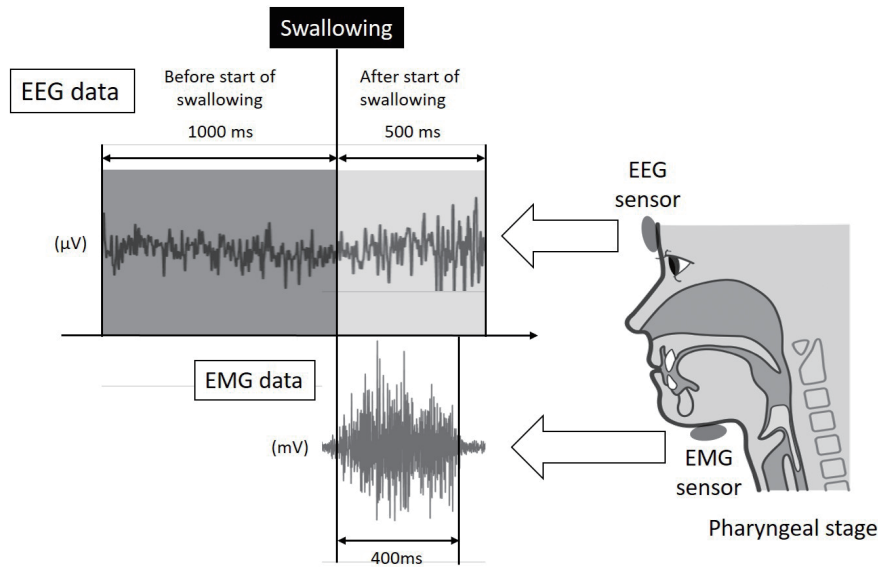 Swallowing
EEG data
Before start of
swallowing
After start of
swallowing
1000 ms
500 ms
EEG
sensor
(μV)
EMG data
(mV)
EMG
sensor
Pharyngeal stage
400ms